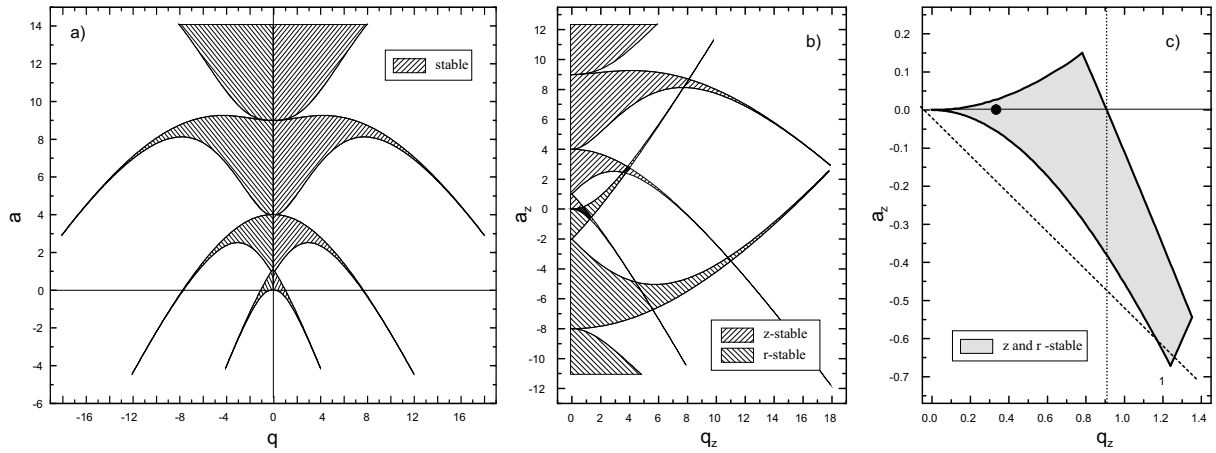 a)
stable
a
14
12
10
8
6
4
2
0
-2
-4
-6
-16 -12 -8 -4 0 4 8 12 16
q
b)
z-stable
r-stable
a_z
12
10
8
6
4
2
0
-2
-4
-6
-8
-10
-12
0 2 4 6 8 10 12 14 16 18
q_z
c)
z and r -stable
1
a_z
0.2
0.1
0.0
-0.1
-0.2
-0.3
-0.4
-0.5
-0.6
-0.7
0.0 0.2 0.4 0.6 0.8 1.0 1.2 1.4
q_z